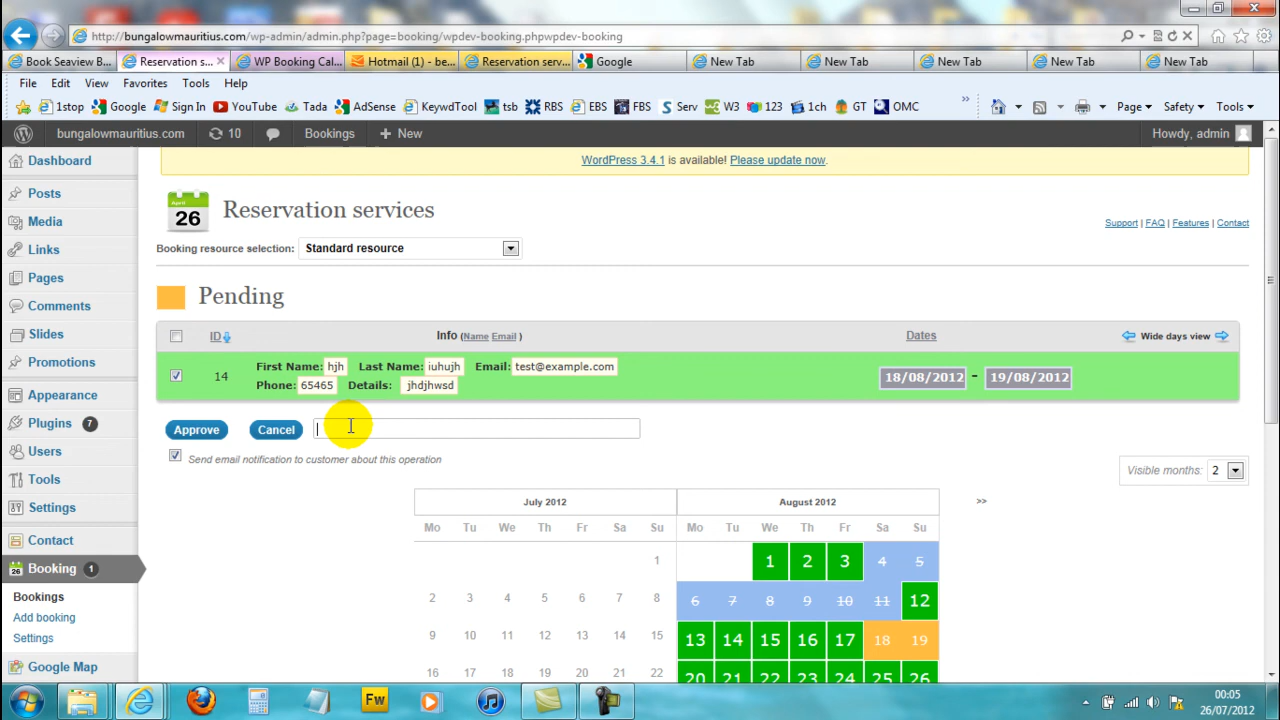 http://bungalowmauritius.com/wp-admin/admin.php?page=booking/wpdev-booking.phpwpdev-booking
Book Seaview B... Reservation s... WP Booking Cal... Hotmail (1) - be... Reservation serv... Google New Tab New Tab New Tab New Tab New Tab
File Edit View Favorites Tools Help
1stop Google Sign In YouTube Tada AdSense KeywdTool tsb RBS EBS FBS Serv W3 123 1ch GT OMC » Page Safety Tools
bungalowmauritius.com 10 Bookings + New Howdy, admin
Dashboard
Posts
Media
Links
Pages
Comments
Slides
Promotions
Appearance
Plugins 7
Users
Tools
Settings
Contact
Booking 1
Bookings
Add booking
Settings
Google Map
WordPress 3.4.1 is available! Please update now.
April 26 Reservation services
Support | FAQ | Features | Contact
Booking resource selection: Standard resource
Pending
ID Info (Name Email ) Dates Wide days view
14 First Name: hjh Last Name: iuhujh Email: test@example.com 18/08/2012 - 19/08/2012
Phone: 65465 Details: jhdjhwsd
Approve Cancel
Send email notification to customer about this operation
Visible months: 2
July 2012 August 2012 >>
Mo Tu We Th Fr Sa Su Mo Tu We Th Fr Sa Su
1 1 2 3 4 5
2 3 4 5 6 7 8 6 7 8 9 10 11 12
9 10 11 12 13 14 15 13 14 15 16 17 18 19
16 17 18 19 20 21 22 20 21 22 23 24 25 26
Fw
00:05
26/07/2012